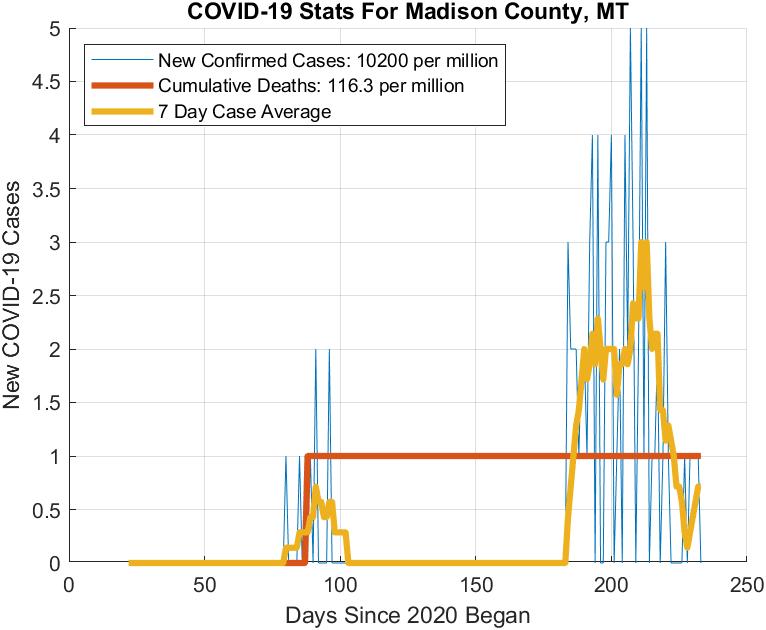 COVID-19 Stats For Madison County, MT
New Confirmed Cases: 10200 per million
Cumulative Deaths: 116.3 per million
7 Day Case Average
New COVID-19 Cases
5
4.5
4
3.5
3
2.5
2
1.5
1
0.5
0
0 50 100 150 200 250
Days Since 2020 Began